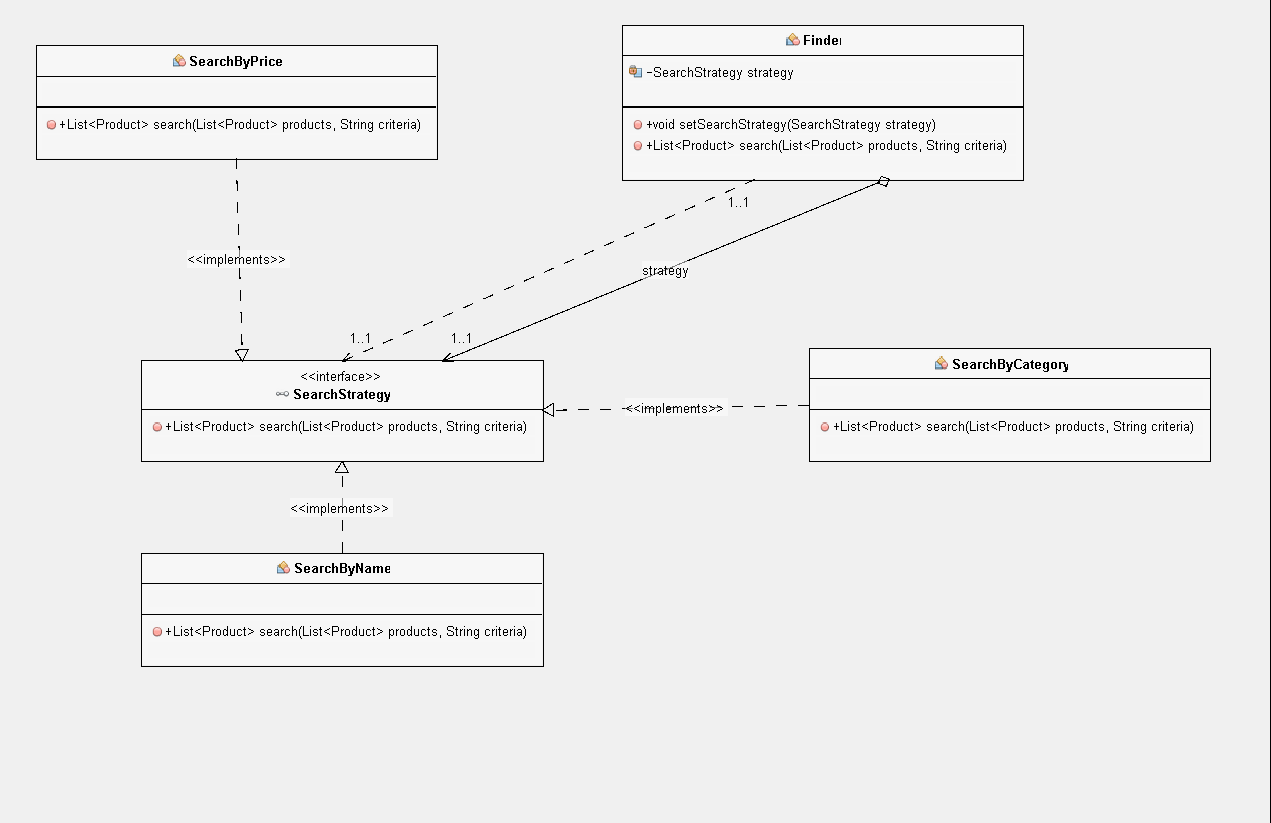 SearchByPrice
+List<Product> search(List<Product> products, String criteria)
Finder
-SearchStrategy strategy
+void setSearchStrategy(SearchStrategy strategy)
+List<Product> search(List<Product> products, String criteria)
1..1
<<implements>>
strategy
1..1
1..1
<<interface>>
SearchStrategy
+List<Product> search(List<Product> products, String criteria)
<<implements>>
SearchByCategory
+List<Product> search(List<Product> products, String criteria)
<<implements>>
SearchByName
+List<Product> search(List<Product> products, String criteria)